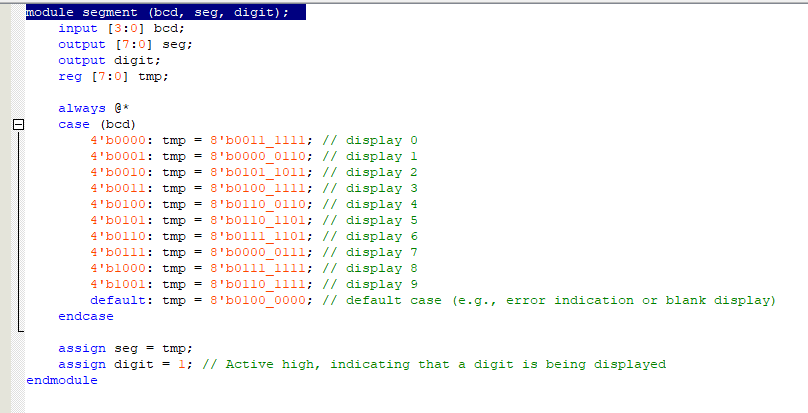 module segment (bcd, seg, digit);
    input [3:0] bcd;
    output [7:0] seg;
    output digit;
    reg [7:0] tmp;

    always @*
    case (bcd)
        4'b0000: tmp = 8'b0011_1111; // display 0
        4'b0001: tmp = 8'b0000_0110; // display 1
        4'b0010: tmp = 8'b0101_1011; // display 2
        4'b0011: tmp = 8'b0100_1111; // display 3
        4'b0100: tmp = 8'b0110_0110; // display 4
        4'b0101: tmp = 8'b0110_1101; // display 5
        4'b0110: tmp = 8'b0111_1101; // display 6
        4'b0111: tmp = 8'b0000_0111; // display 7
        4'b1000: tmp = 8'b0111_1111; // display 8
        4'b1001: tmp = 8'b0110_1111; // display 9
        default: tmp = 8'b0100_0000; // default case (e.g., error indication or blank display)
    endcase

    assign seg = tmp;
    assign digit = 1; // Active high, indicating that a digit is being displayed
endmodule